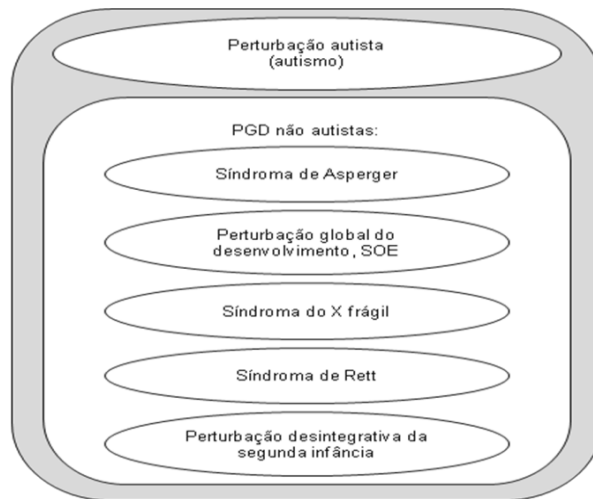 Perturbação autista
(autismo)
PGD não autistas:
Síndroma de Asperger
Perturbação global do
desenvolvimento, SOE
Síndroma do X frágil
Síndroma de Rett
Perturbação desintegrativa da
segunda infância